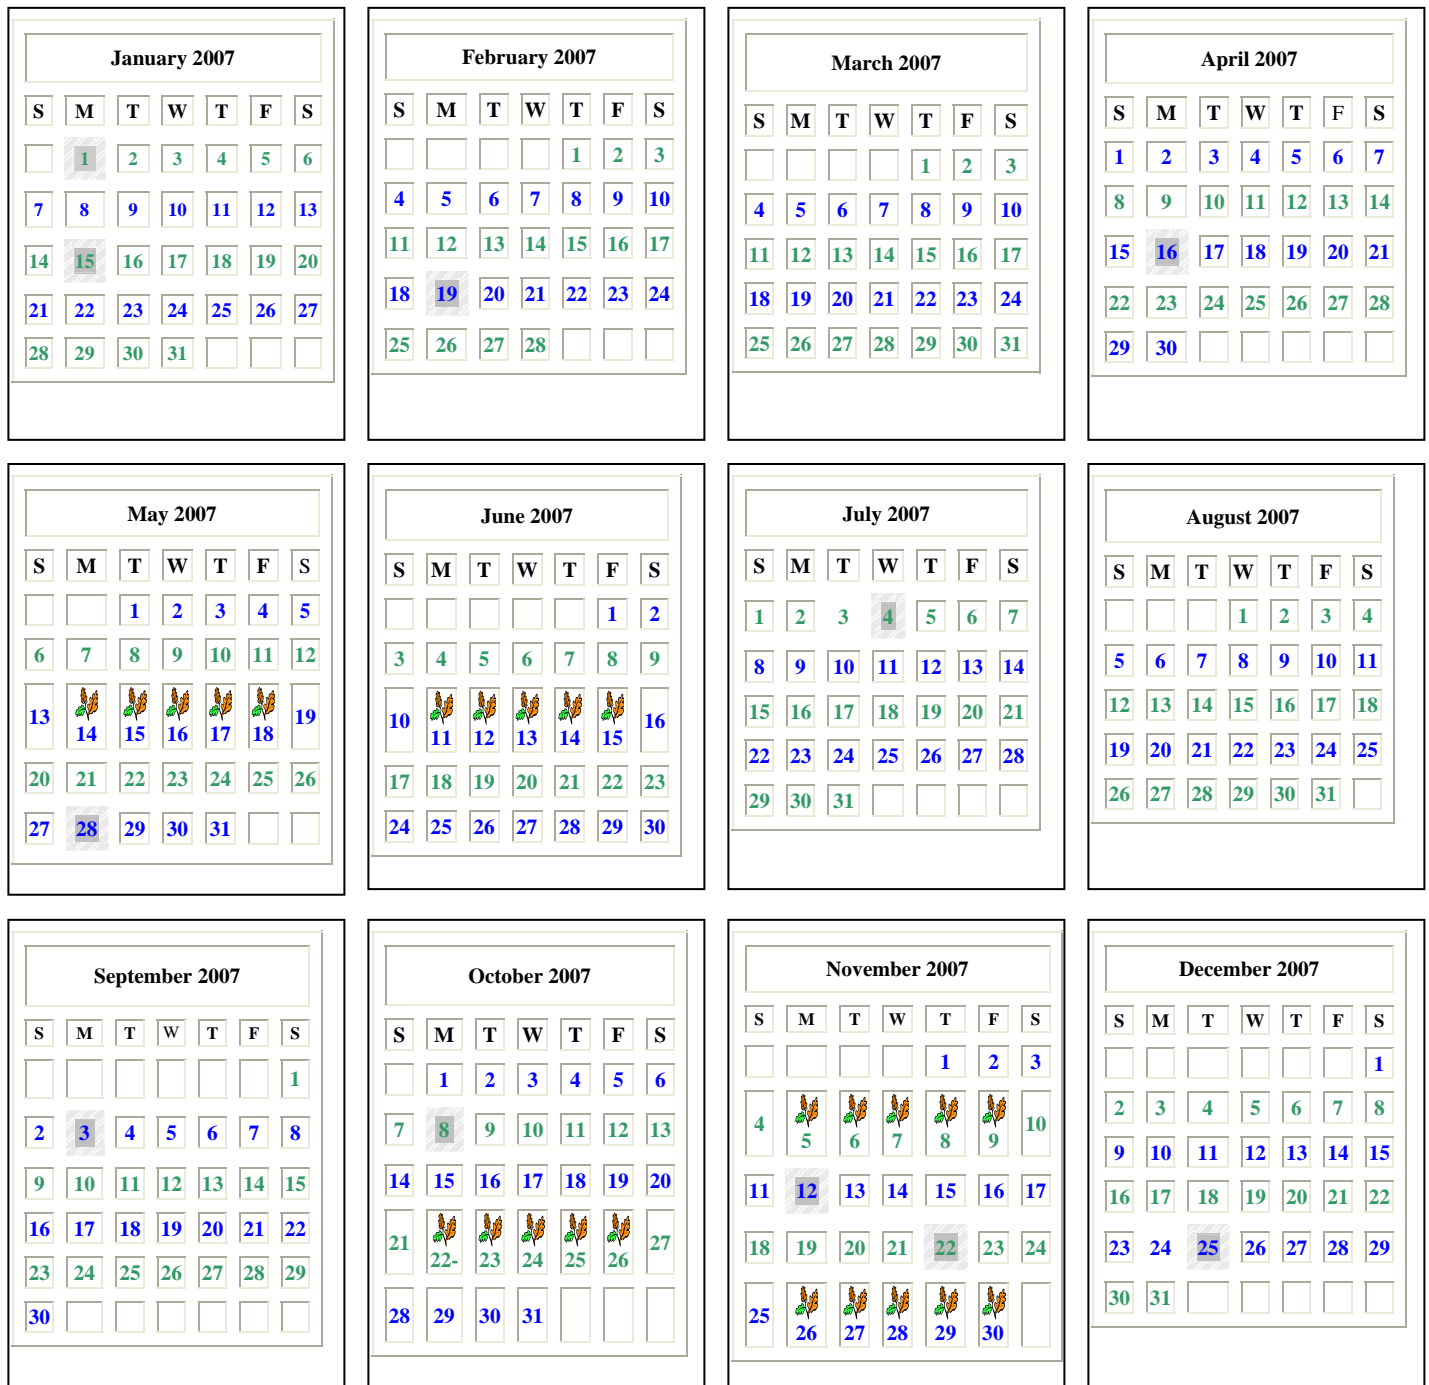 January 2007
S M T W T F S
1 2 3 4 5 6
7 8 9 10 11 12 13
14 15 16 17 18 19 20
21 22 23 24 25 26 27
28 29 30 31
February 2007
S M T W T F S
1 2 3
4 5 6 7 8 9 10
11 12 13 14 15 16 17
18 19 20 21 22 23 24
25 26 27 28
March 2007
S M T W T F S
1 2 3
4 5 6 7 8 9 10
11 12 13 14 15 16 17
18 19 20 21 22 23 24
25 26 27 28 29 30 31
April 2007
S M T W T F S
1 2 3 4 5 6 7
8 9 10 11 12 13 14
15 16 17 18 19 20 21
22 23 24 25 26 27 28
29 30
May 2007
S M T W T F S
1 2 3 4 5
6 7 8 9 10 11 12
13 14 15 16 17 18 19
20 21 22 23 24 25 26
27 28 29 30 31
June 2007
S M T W T F S
1 2
3 4 5 6 7 8 9
10 11 12 13 14 15 16
17 18 19 20 21 22 23
24 25 26 27 28 29 30
July 2007
S M T W T F S
1 2 3 4 5 6 7
8 9 10 11 12 13 14
15 16 17 18 19 20 21
22 23 24 25 26 27 28
29 30 31
August 2007
S M T W T F S
1 2 3 4
5 6 7 8 9 10 11
12 13 14 15 16 17 18
19 20 21 22 23 24 25
26 27 28 29 30 31
September 2007
S M T W T F S
1
2 3 4 5 6 7 8
9 10 11 12 13 14 15
16 17 18 19 20 21 22
23 24 25 26 27 28 29
30
October 2007
S M T W T F S
1 2 3 4 5 6
7 8 9 10 11 12 13
14 15 16 17 18 19 20
21 22- 23 24 25 26 27
28 29 30 31
November 2007
S M T W T F S
1 2 3
4 5 6 7 8 9 10
11 12 13 14 15 16 17
18 19 20 21 22 23 24
25 26 27 28 29 30
December 2007
S M T W T F S
1
2 3 4 5 6 7 8
9 10 11 12 13 14 15
16 17 18 19 20 21 22
23 24 25 26 27 28 29
30 31